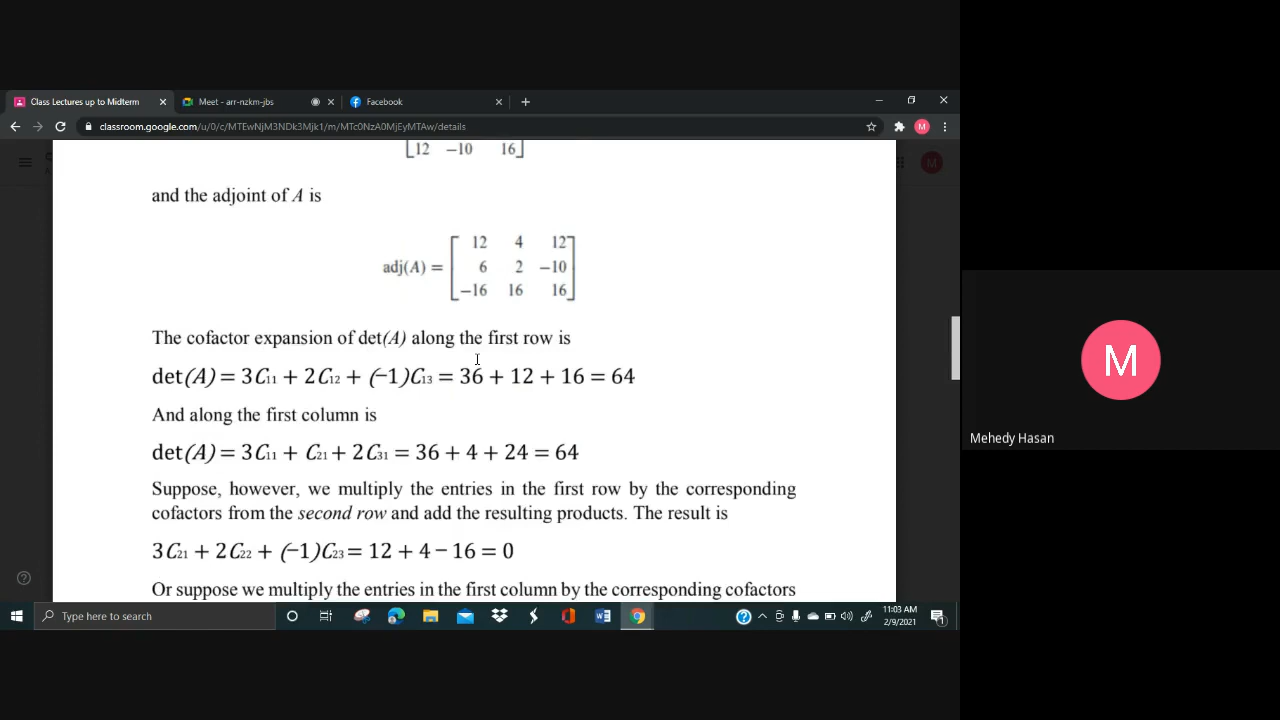 Class Lectures up to Midterm
Meet - arr-nzkm-jbs
Facebook
classroom.google.com/u/0/c/MTEwNjM3NDk3Mjk1/m/MTc0NzA0MjEyMTAw/details
M
12 −10 16
and the adjoint of A is
12 4 12
adj(A) = 6 2 −10
−16 16 16
The cofactor expansion of det(A) along the first row is
det(A) = 3C₁₁ + 2C₁₂ + (−1)C₁₃ = 36 + 12 + 16 = 64
And along the first column is
det(A) = 3C₁₁ + C₂₁ + 2C₃₁ = 36 + 4 + 24 = 64
Suppose, however, we multiply the entries in the first row by the corresponding
cofactors from the second row and add the resulting products. The result is
3C₂₁ + 2C₂₂ + (−1)C₂₃ = 12 + 4 − 16 = 0
Or suppose we multiply the entries in the first column by the corresponding cofactors
M
Mehedy Hasan
Type here to search
11:03 AM
2/9/2021